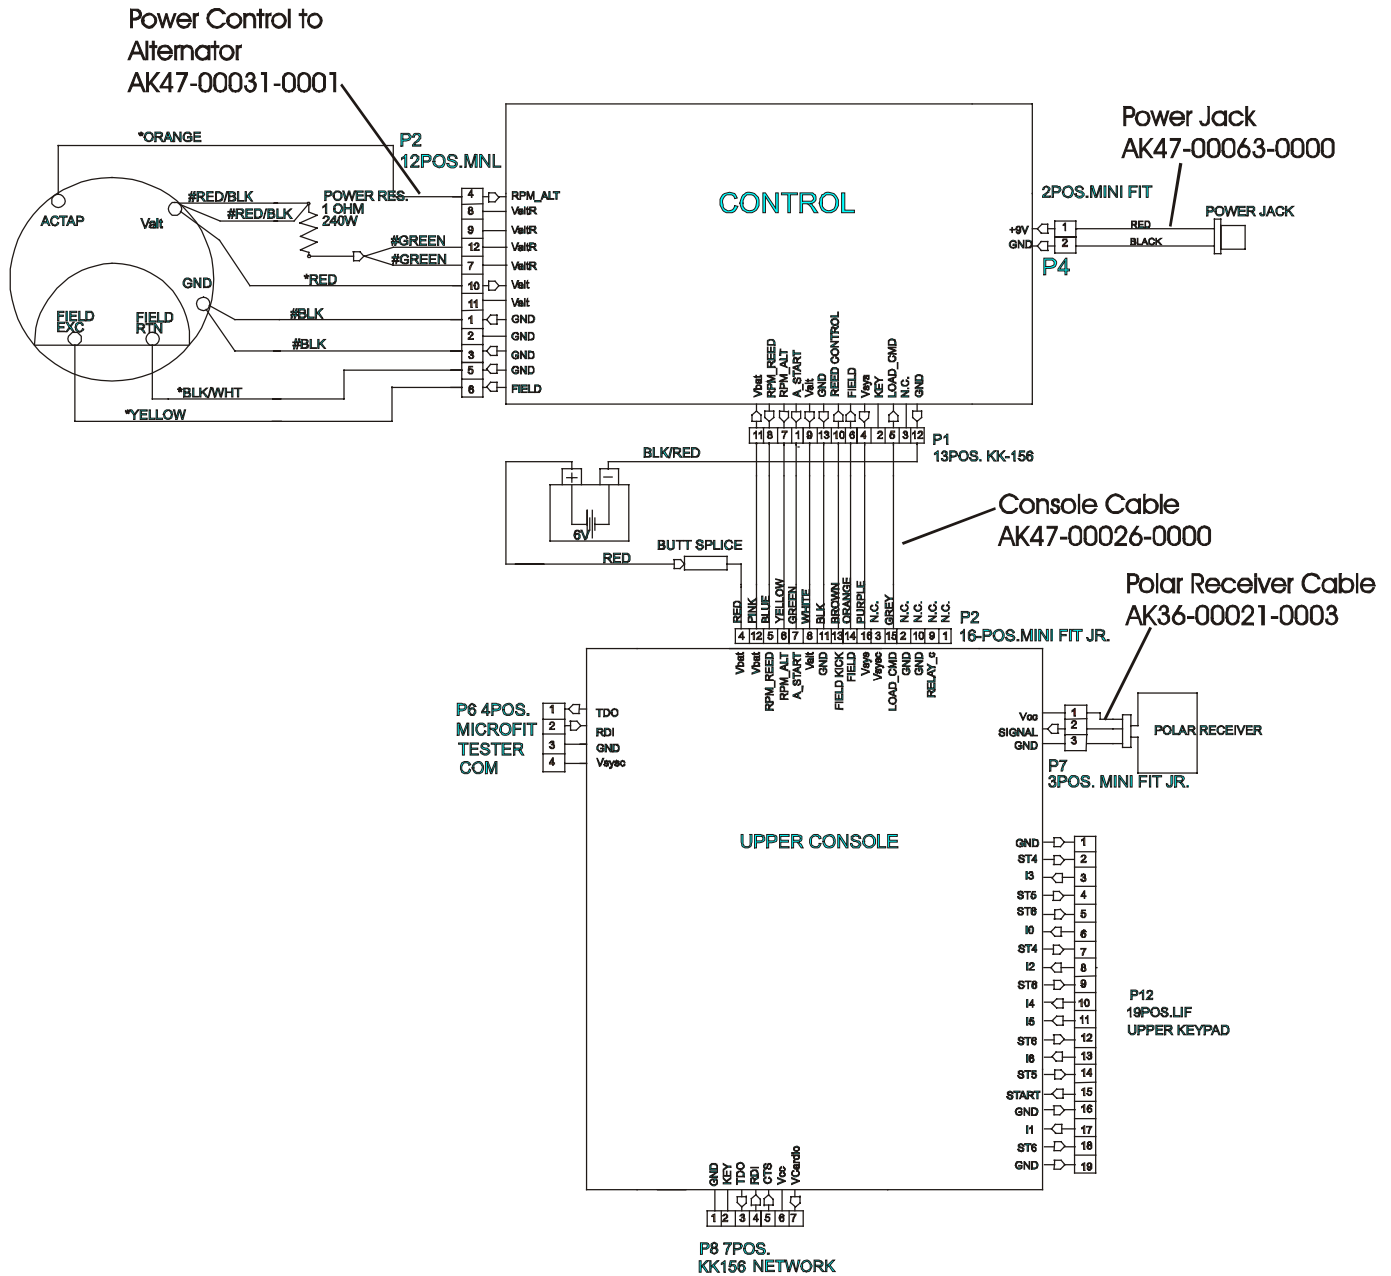 Power Control to
Alternator
AK47-00031-0001
Power Jack
AK47-00063-0000
*ORANGE
P2
12POS.MNL
CONTROL
2POS.MINI FIT
POWER JACK
#RED/BLK
#RED/BLK
POWER RES.
1 OHM
240W
ACTAP
Valt
4 RPM_ALT
8 ValtR
9 ValtR
12 ValtR
7 ValtR
10 Valt
11 Valt
1 GND
2 GND
3 GND
5 GND
6 FIELD
#GREEN
#GREEN
*RED
GND
#BLK
#BLK
FIELD
EXC
FIELD
RTN
*BLK/WHT
*YELLOW
+9V 1 RED
GND 2 BLACK
P4
Vbat
RPM_REED
RPM_ALT
A_START
Valt
GND
REED CONTROL
FIELD
Vsys
KEY
LOAD_CMD
N.C.
GND
11 8 7 1 9 13 10 6 4 2 5 3 12
P1
13POS. KK-156
BLK/RED
+ −
6V
RED
BUTT SPLICE
Console Cable
AK47-00026-0000
Polar Receiver Cable
AK36-00021-0003
RED
PINK
BLUE
YELLOW
GREEN
WHITE
BLK
BROWN
ORANGE
PURPLE
N.C.
GREY
N.C.
N.C.
N.C.
N.C.
4 12 5 6 7 8 11 13 14 16 3 15 2 10 9 1
P2
16-POS.MINI FIT JR.
Vbat
Vbat
RPM_REED
RPM_ALT
A_START
Valt
GND
FIELD KICK
FIELD
Vsys
Vsysc
LOAD_CMD
GND
GND
RELAY_c
P6 4POS.
MICROFIT
TESTER
COM
1 TDO
2 RDI
3 GND
4 Vsysc
Vcc 1
SIGNAL 2
GND 3
POLAR RECEIVER
P7
3POS. MINI FIT JR.
UPPER CONSOLE
GND 1
ST4 2
I3 3
ST5 4
ST6 5
I0 6
ST4 7
I2 8
ST6 9
I4 10
I5 11
ST6 12
I6 13
ST5 14
START 15
GND 16
I1 17
ST6 18
GND 19
P12
19POS.LIF
UPPER KEYPAD
GND
KEY
TDO
RDI
CTS
Vcc
VCardio
1 2 3 4 5 6 7
P8 7POS.
KK156 NETWORK